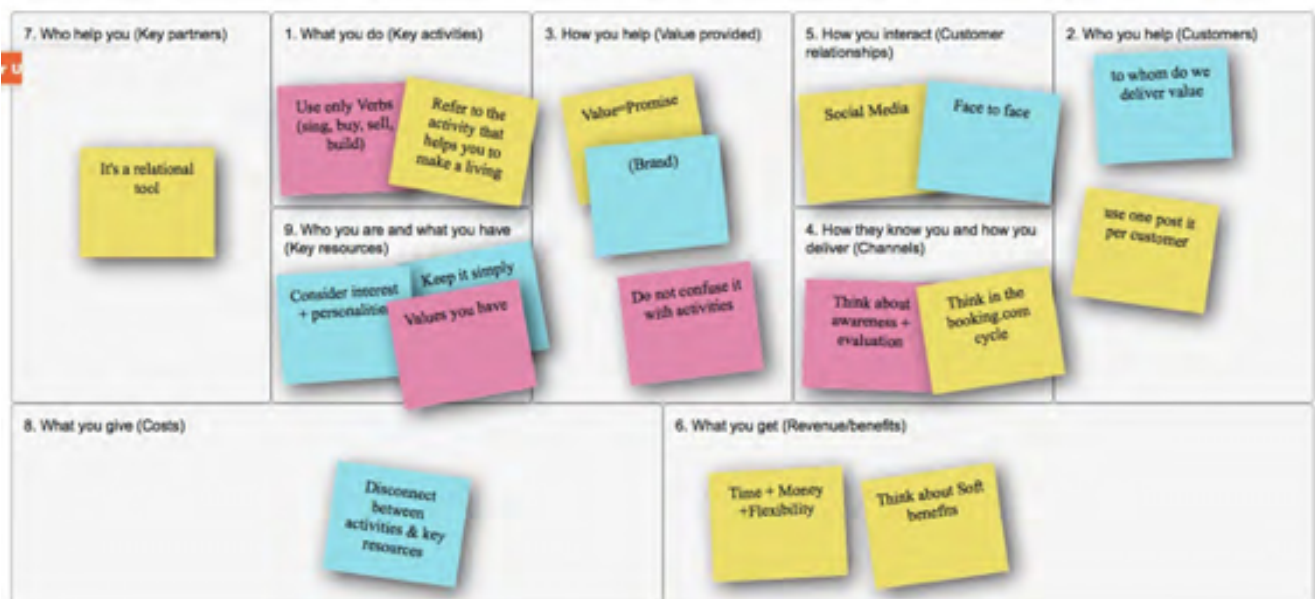 7. Who help you (Key partners)
It's a relational
tool
1. What you do (Key activities)
Use only Verbs
(sing, buy, sell,
build)
Refer to the
activity that
helps you to
make a living
9. Who you are and what you have
(Key resources)
Consider interest
+ personalitie
Keep it simply
Values you have
3. How you help (Value provided)
Value=Promise
(Brand)
Do not confuse it
with activities
5. How you interact (Customer
relationships)
Social Media
Face to face
4. How they know you and how you
deliver (Channels)
Think about
awareness +
evaluation
Think in the
booking.com
cycle
2. Who you help (Customers)
to whom do we
deliver value
use one post it
per customer
8. What you give (Costs)
Disconnect
between
activities & key
resources
6. What you get (Revenue/benefits)
Time + Money
+Flexibility
Think about Soft
benefits